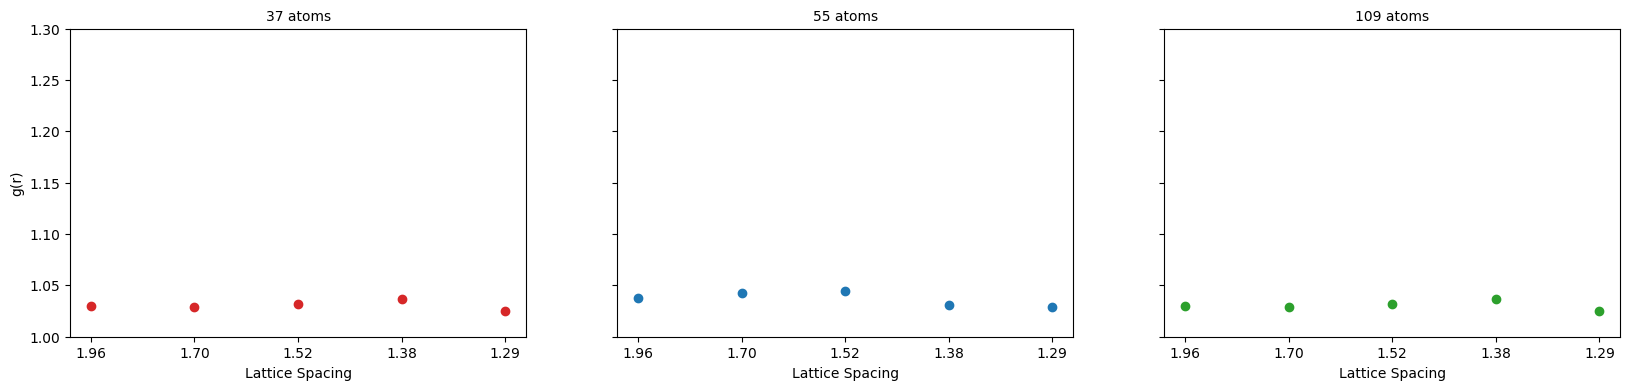 37 atoms
55 atoms
109 atoms
g(r)
1.30
1.25
1.20
1.15
1.10
1.05
1.00
1.96 1.70 1.52 1.38 1.29
Lattice Spacing
1.96 1.70 1.52 1.38 1.29
Lattice Spacing
1.96 1.70 1.52 1.38 1.29
Lattice Spacing